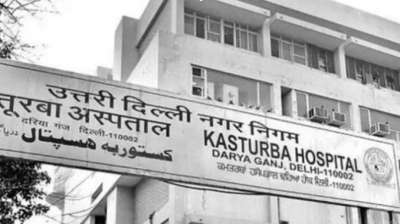 उत्तरी दिल्ली नगर निगम
तूरबा अस्पताल
दरिया गंज दिल्ली-110002
کستوربہ ہسپتال
KASTURBA HOSPITAL
DARYA GANJ, DELHI-110002